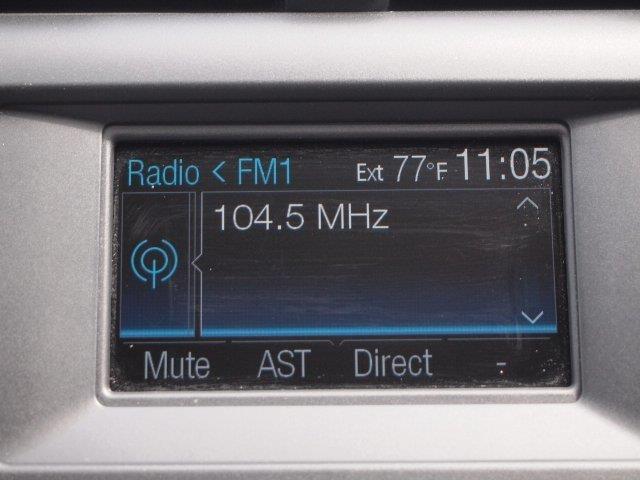 Radio < FM1 Ext 77°F 11:05
104.5 MHz
Mute AST Direct -